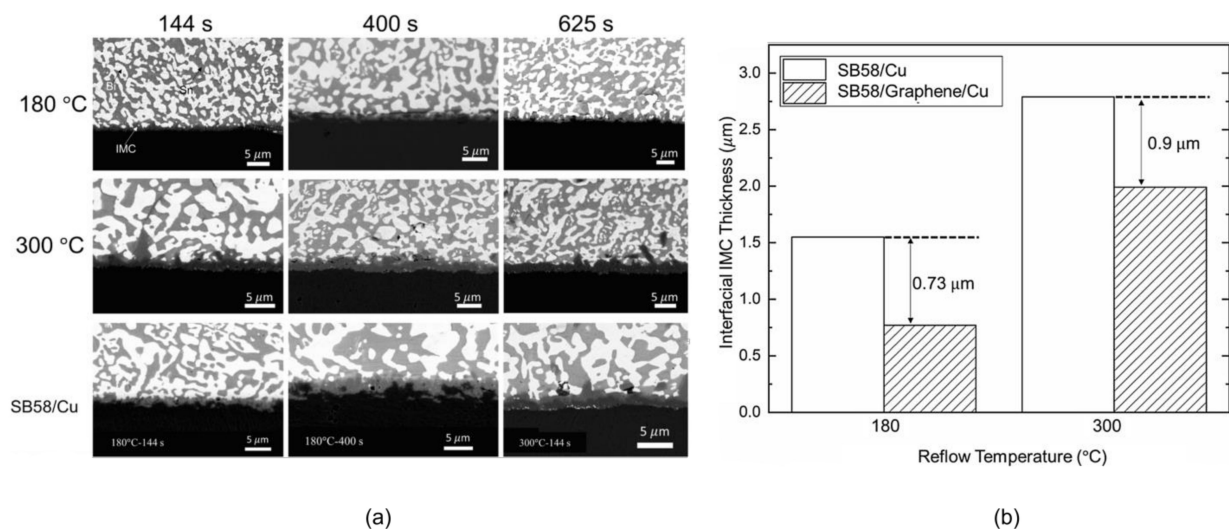 144 s 400 s 625 s
180 °C
Bi
Sn
IMC
5 μm 5 μm 5 μm
300 °C
5 μm 5 μm 5 μm
SB58/Cu
180°C-144 s 180°C-400 s 300°C-144 s
5 μm 5 μm 5 μm
(a)
SB58/Cu
SB58/Graphene/Cu
3.0
2.5
2.0
1.5
1.0
0.5
0.0
Interfacial IMC Thickness (μm)
0.73 μm
0.9 μm
180 300
Reflow Temperature (°C)
(b)